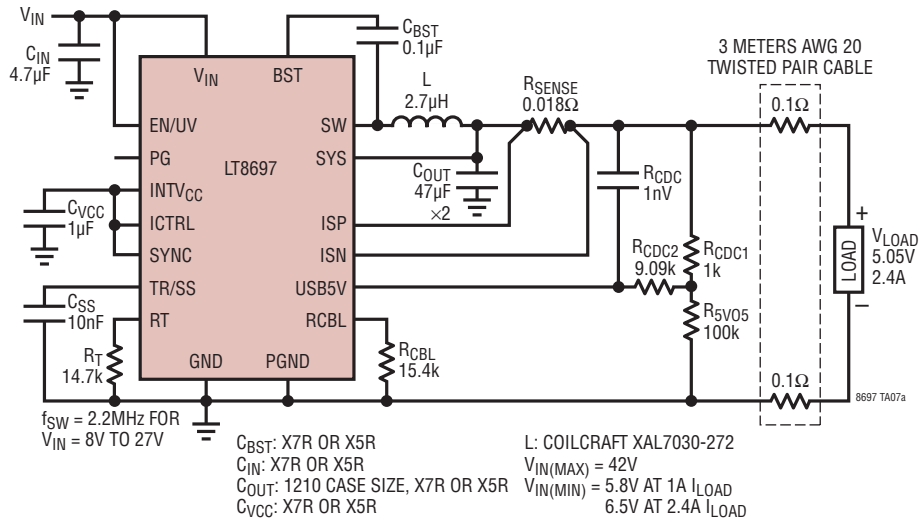 VIN
CIN
4.7µF
CBST
0.1µF
L
2.7µH
RSENSE
0.018Ω
3 METERS AWG 20
TWISTED PAIR CABLE
0.1Ω
VIN
BST
EN/UV
SW
PG
SYS
LT8697
INTVCC
ICTRL
ISP
SYNC
ISN
TR/SS
USB5V
RT
RCBL
GND
PGND
CVCC
1µF
CSS
10nF
RT
14.7k
COUT
47µF
×2
RCDC
1nV
RCDC2
9.09k
RCDC1
1k
R5VO5
100k
RCBL
15.4k
+
LOAD
–
VLOAD
5.05V
2.4A
0.1Ω
8697 TA07a
fSW = 2.2MHz FOR
VIN = 8V TO 27V
CBST: X7R OR X5R
CIN: X7R OR X5R
COUT: 1210 CASE SIZE, X7R OR X5R
CVCC: X7R OR X5R
L: COILCRAFT XAL7030-272
VIN(MAX) = 42V
VIN(MIN) = 5.8V AT 1A ILOAD
6.5V AT 2.4A ILOAD